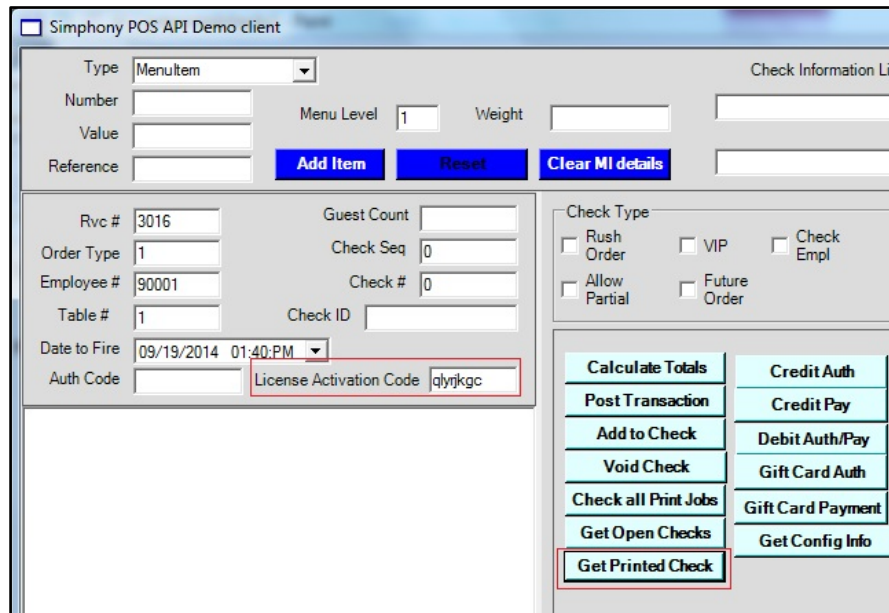 Simphony POS API Demo client
Type MenuItem Check Information Li
Number
Menu Level 1 Weight
Value
Reference Add Item Reset Clear MI details
Rvc # 3016 Guest Count
Order Type 1 Check Seq 0
Employee # 90001 Check # 0
Table # 1 Check ID
Date to Fire 09/19/2014 01:40:PM
Auth Code License Activation Code qlyrjkgc
Check Type
Rush Order VIP Check Empl
Allow Partial Future Order
Calculate Totals Credit Auth
Post Transaction Credit Pay
Add to Check Debit Auth/Pay
Void Check Gift Card Auth
Check all Print Jobs Gift Card Payment
Get Open Checks Get Config Info
Get Printed Check